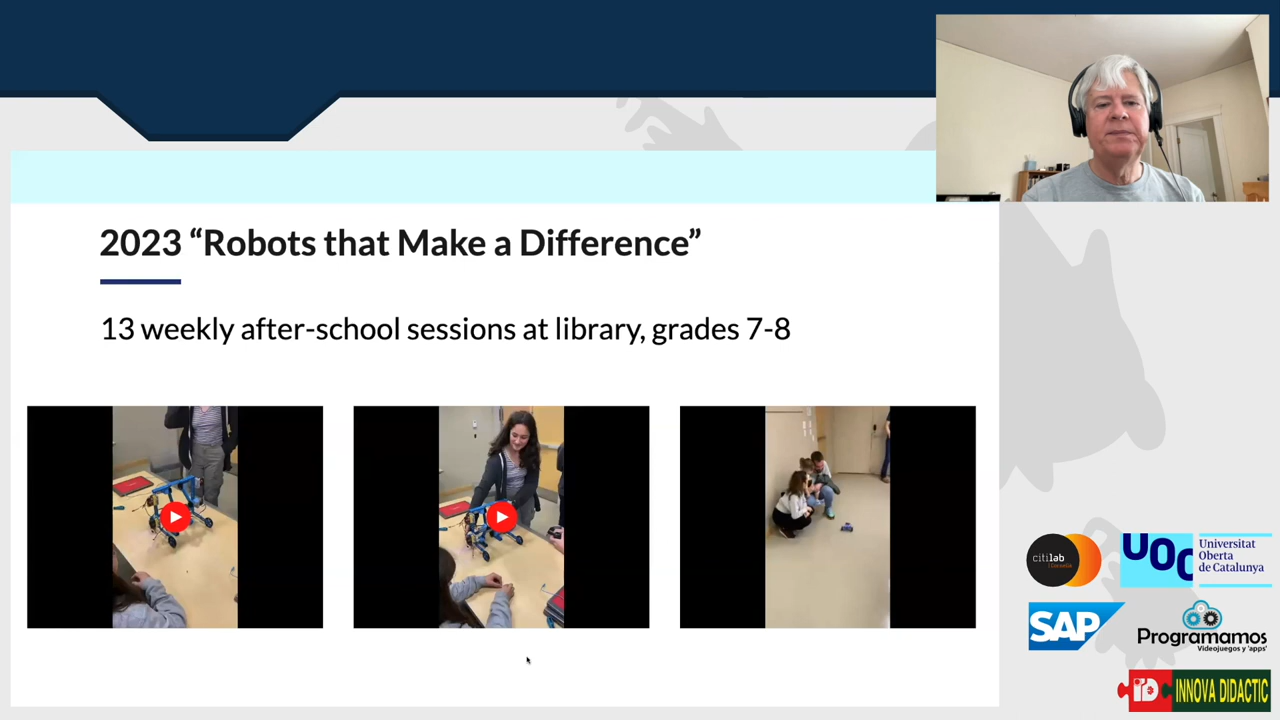 2023 “Robots that Make a Difference”
13 weekly after-school sessions at library, grades 7-8
citilab
Cornellà
UOC
Universitat
Oberta
de Catalunya
SAP
Programamos
Videojuegos y 'apps'
iD
INNOVA DIDACTIC